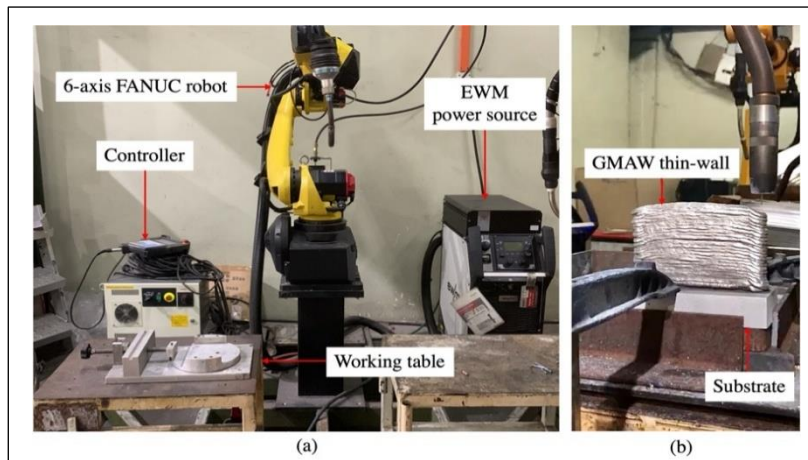 6-axis FANUC robot
EWM
power source
Controller
GMAW thin-wall
Working table
Substrate
(a)
(b)